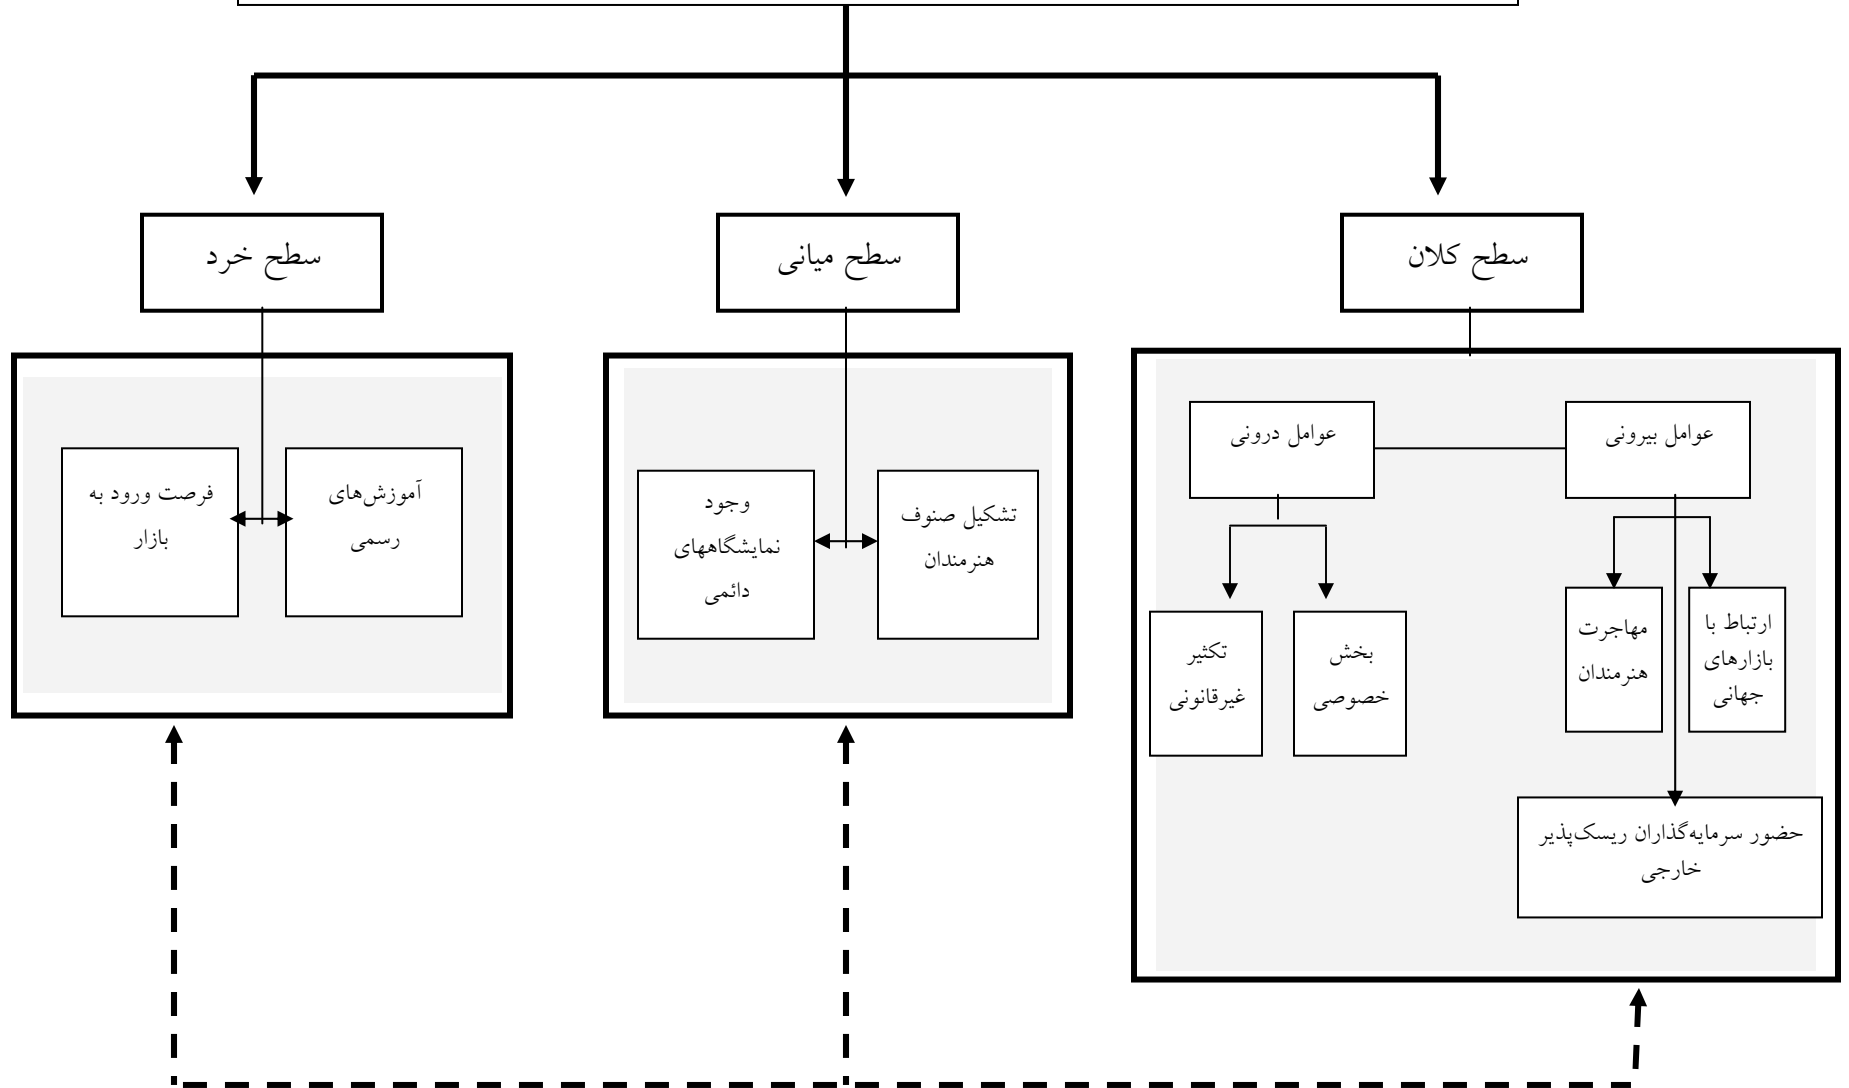 سطح کلان
سطح میانی
سطح خرد
عوامل بیرونی
عوامل درونی
ارتباط با
بازارهای
جهانی
مهاجرت
هنرمندان
حضور سرمایه‌گذاران ریسک‌پذیر
خارجی
بخش
خصوصی
تکثیر
غیرقانونی
تشکیل صنوف
هنرمندان
وجود
نمایشگاههای
دائمی
آموزش‌های
رسمی
فرصت ورود به
بازار